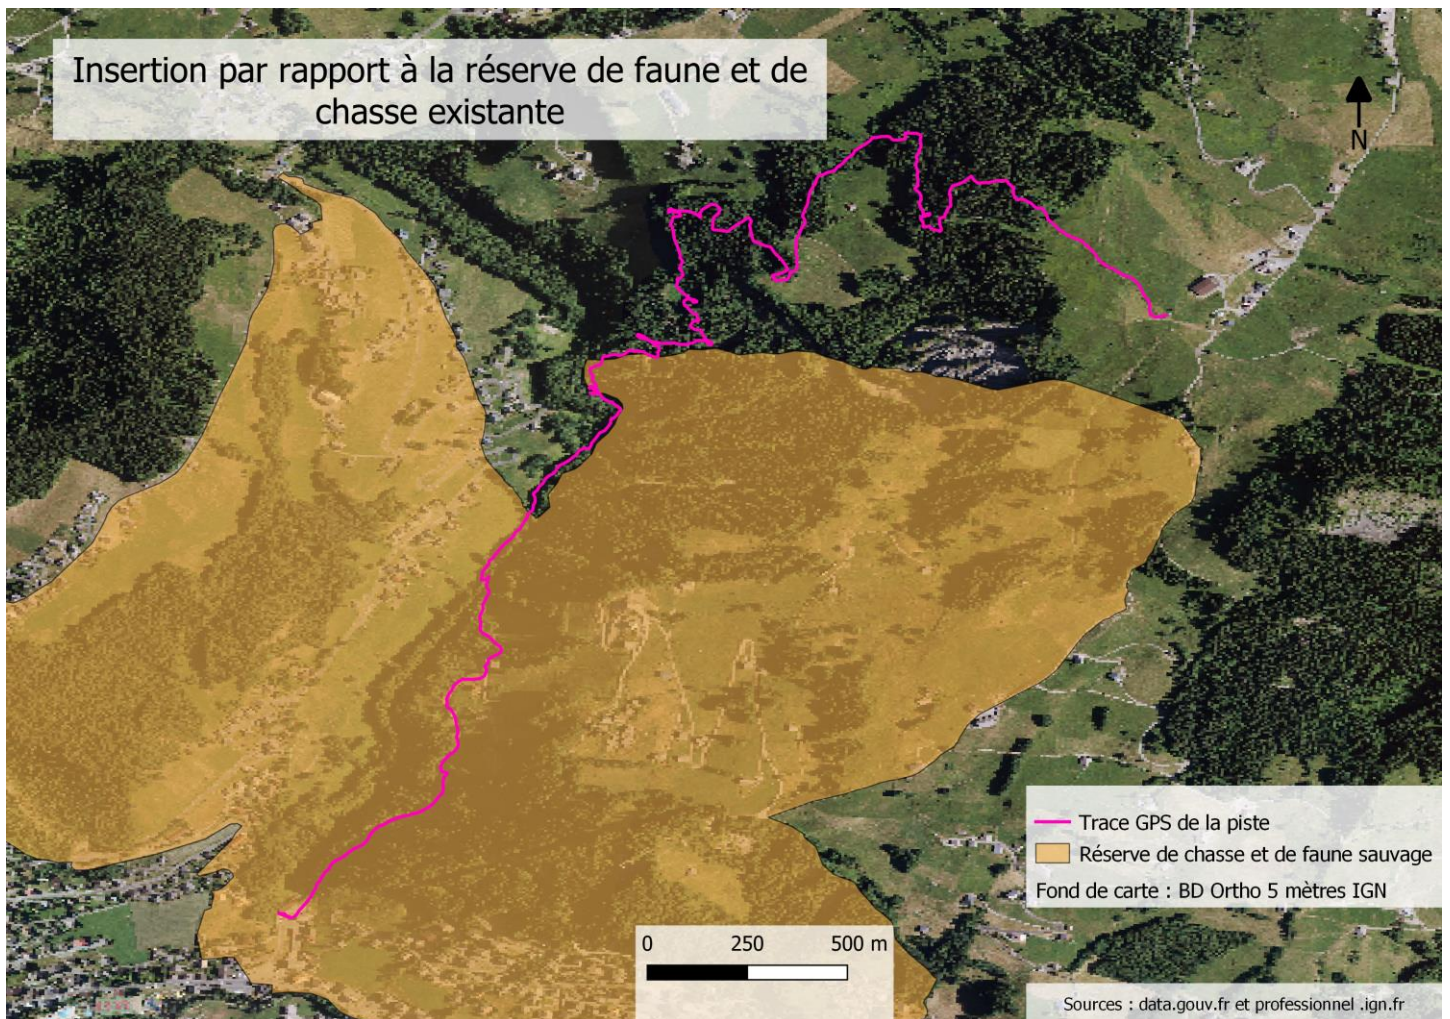 Insertion par rapport à la réserve de faune et de
chasse existante
N
Trace GPS de la piste
Réserve de chasse et de faune sauvage
Fond de carte : BD Ortho 5 mètres IGN
0 250 500 m
Sources : data.gouv.fr et professionnel .ign.fr